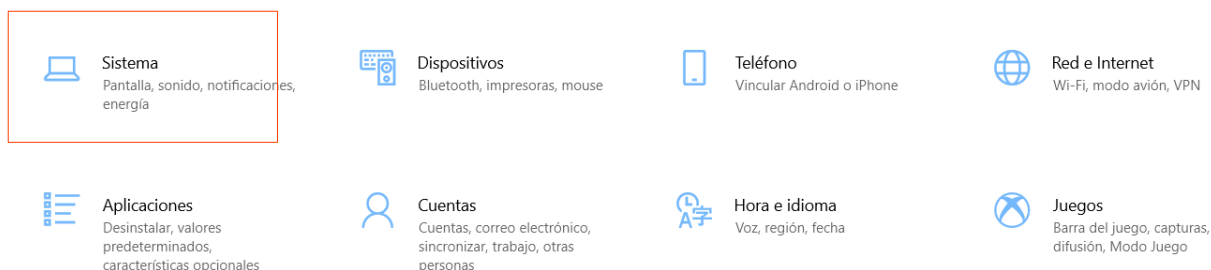 Sistema
Pantalla, sonido, notificaciones,
energía
Dispositivos
Bluetooth, impresoras, mouse
Teléfono
Vincular Android o iPhone
Red e Internet
Wi-Fi, modo avión, VPN
Aplicaciones
Desinstalar, valores
predeterminados,
características opcionales
Cuentas
Cuentas, correo electrónico,
sincronizar, trabajo, otras
personas
Hora e idioma
Voz, región, fecha
Juegos
Barra del juego, capturas,
difusión, Modo Juego